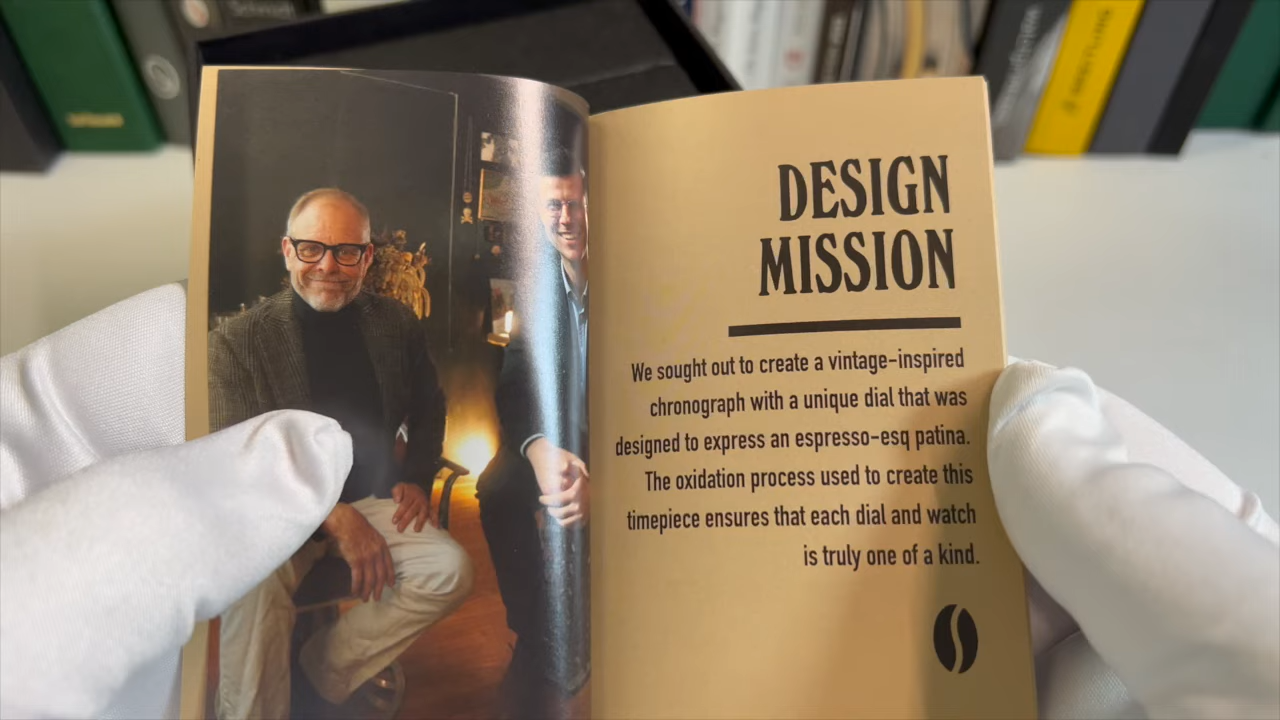 DESIGN
MISSION
We sought out to create a vintage-inspired
chronograph with a unique dial that was
designed to express an espresso-esq patina.
The oxidation process used to create this
timepiece ensures that each dial and watch
is truly one of a kind.